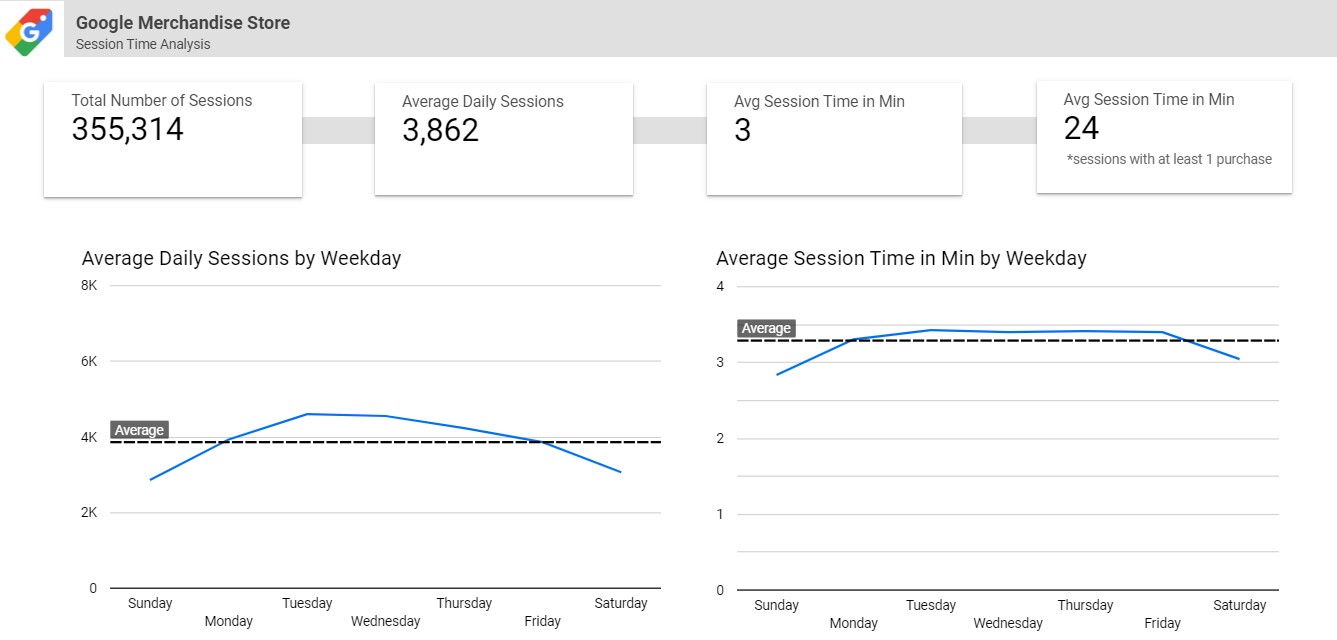 Google Merchandise Store
Session Time Analysis
Total Number of Sessions
355,314
Average Daily Sessions
3,862
Avg Session Time in Min
3
Avg Session Time in Min
24
*sessions with at least 1 purchase
Average Daily Sessions by Weekday
8K
6K
4K
2K
0
Average
Sunday
Monday
Tuesday
Wednesday
Thursday
Friday
Saturday
Average Session Time in Min by Weekday
4
3
2
1
0
Average
Sunday
Monday
Tuesday
Wednesday
Thursday
Friday
Saturday